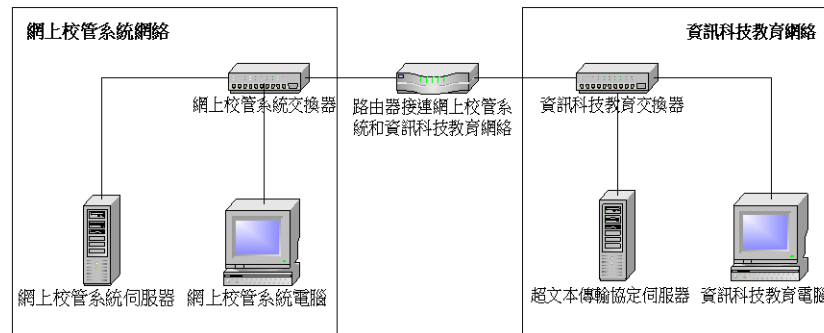 網上校管系統網絡
資訊科技教育網絡
網上校管系統交換器
路由器接連網上校管系
統和資訊科技教育網絡
資訊科技教育交換器
網上校管系統伺服器
網上校管系統電腦
超文本傳輸協定伺服器
資訊科技教育電腦